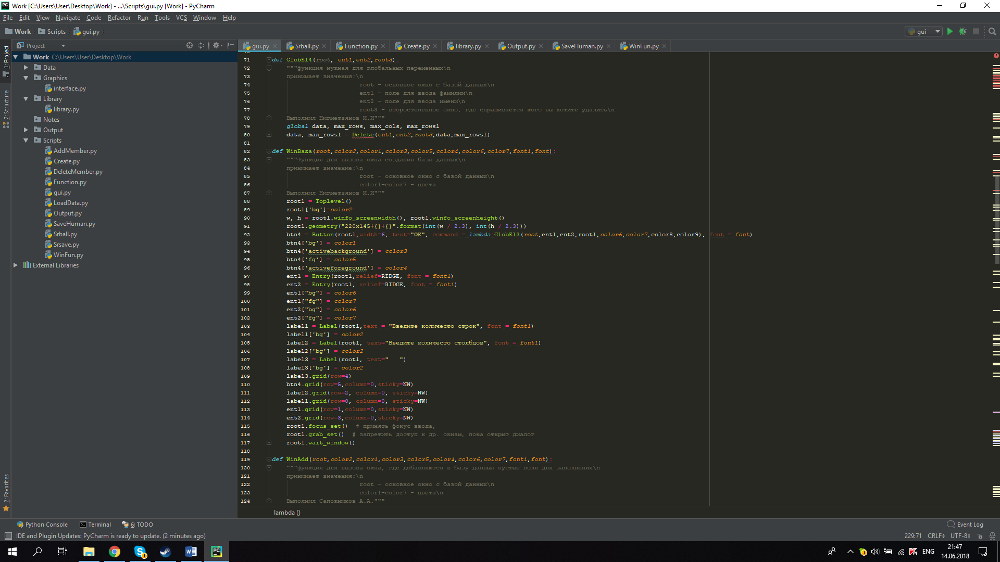 Work [C:\Users\User\Desktop\Work] - ...\Scripts\gui.py [Work] - PyCharm
File Edit View Navigate Code Refactor Run Tools VCS Window Help
Work Scripts gui.py gui
Project
gui.py Srball.py Function.py Create.py library.py Output.py SaveHuman.py WinFun.py
1: Project
7: Structure
2: Favorites
Work C:\Users\User\Desktop\Work
Data
Graphics
interface.py
Library
library.py
Notes
Output
Scripts
AddMember.py
Create.py
DeleteMember.py
Function.py
gui.py
LoadData.py
Output.py
SaveHuman.py
Srball.py
Srsave.py
WinFun.py
External Libraries
71 def GlobEl4(root, ent1,ent2,root3):
72 """функция нужная для глобальных переменных\n
73 принимает значения:\n
74 root - основное окно с базой данных\n
75 ent1 - поле для ввода фамилии\n
76 ent2 - поле для ввода имени\n
77 root3 - второстепенное окно, где спрашивается кого вы хотите удалить\n
78 Выполнил Нигметзянов И.И"""
79 global data, max_rows, max_cols, max_rows1
80 data, max_rows1 = Delete(ent1,ent2,root3,data,max_rows1)
81
82 def WinBaza(root,color2,color1,color3,color5,color4,color6,color7,font1,font):
83 """Функция для вызова окна создания базы данных\n
84 принимает значение:\n
85 root - основное окно с базой данных\n
86 color1-color7 - цвета
87 Выполнил Нигметзянов И.И"""
88 root1 = Toplevel()
89 root1['bg']=color2
90 w, h = root1.winfo_screenwidth(), root1.winfo_screenheight()
91 root1.geometry("220x145+{}+{}".format(int(w / 2.3), int(h / 2.3)))
92 btn4 = Button(root1,width=6, text="OK", command = lambda:GlobEl2(root,ent1,ent2,root1,color6,color7,color8,color9), font = font)
93 btn4['bg'] = color1
94 btn4['activebackground'] = color3
95 btn4['fg'] = color5
96 btn4['activeforeground'] = color4
97 ent1 = Entry(root1,relief=RIDGE, font = font1)
98 ent2 = Entry(root1, relief=RIDGE, font = font1)
99 ent1["bg"] = color6
100 ent1["fg"] = color7
101 ent2["bg"] = color6
102 ent2["fg"] = color7
103 label1 = Label(root1,text = "Введите количесто строк", font = font1)
104 label1['bg'] = color2
105 label2 = Label(root1, text="Введите количесто столбцов", font = font1)
106 label2['bg'] = color2
107 label3 = Label(root1, text="   ")
108 label3['bg'] = color2
109 label3.grid(row=4)
110 btn4.grid(row=5,column=0,sticky=NW)
111 label2.grid(row=2, column=0, sticky=NW)
112 label1.grid(row=0, column=0, sticky=NW)
113 ent1.grid(row=1,column=0,sticky=NW)
114 ent2.grid(row=3,column=0,sticky=NW)
115 root1.focus_set() # принять фокус ввода,
116 root1.grab_set() # запретить доступ к др. окнам, пока открыт диалог
117 root1.wait_window()
118
119 def WinAdd(root,color2,color1,color3,color5,color4,color6,color7,font1,font):
120 """функция для вызова окна, где добавляются в базу данных пустые поля для заполнения\n
121 принимает значения:\n
122 root - основное окно с базой данных\n
123 color1-color7 - цвета\n
124 Выполнил Сапожников А.А."""
lambda ()
Python Console Terminal 6: TODO Event Log
IDE and Plugin Updates: PyCharm is ready to update. (2 minutes ago) 229:71 CRLF UTF-8
ENG 21:47
14.06.2018